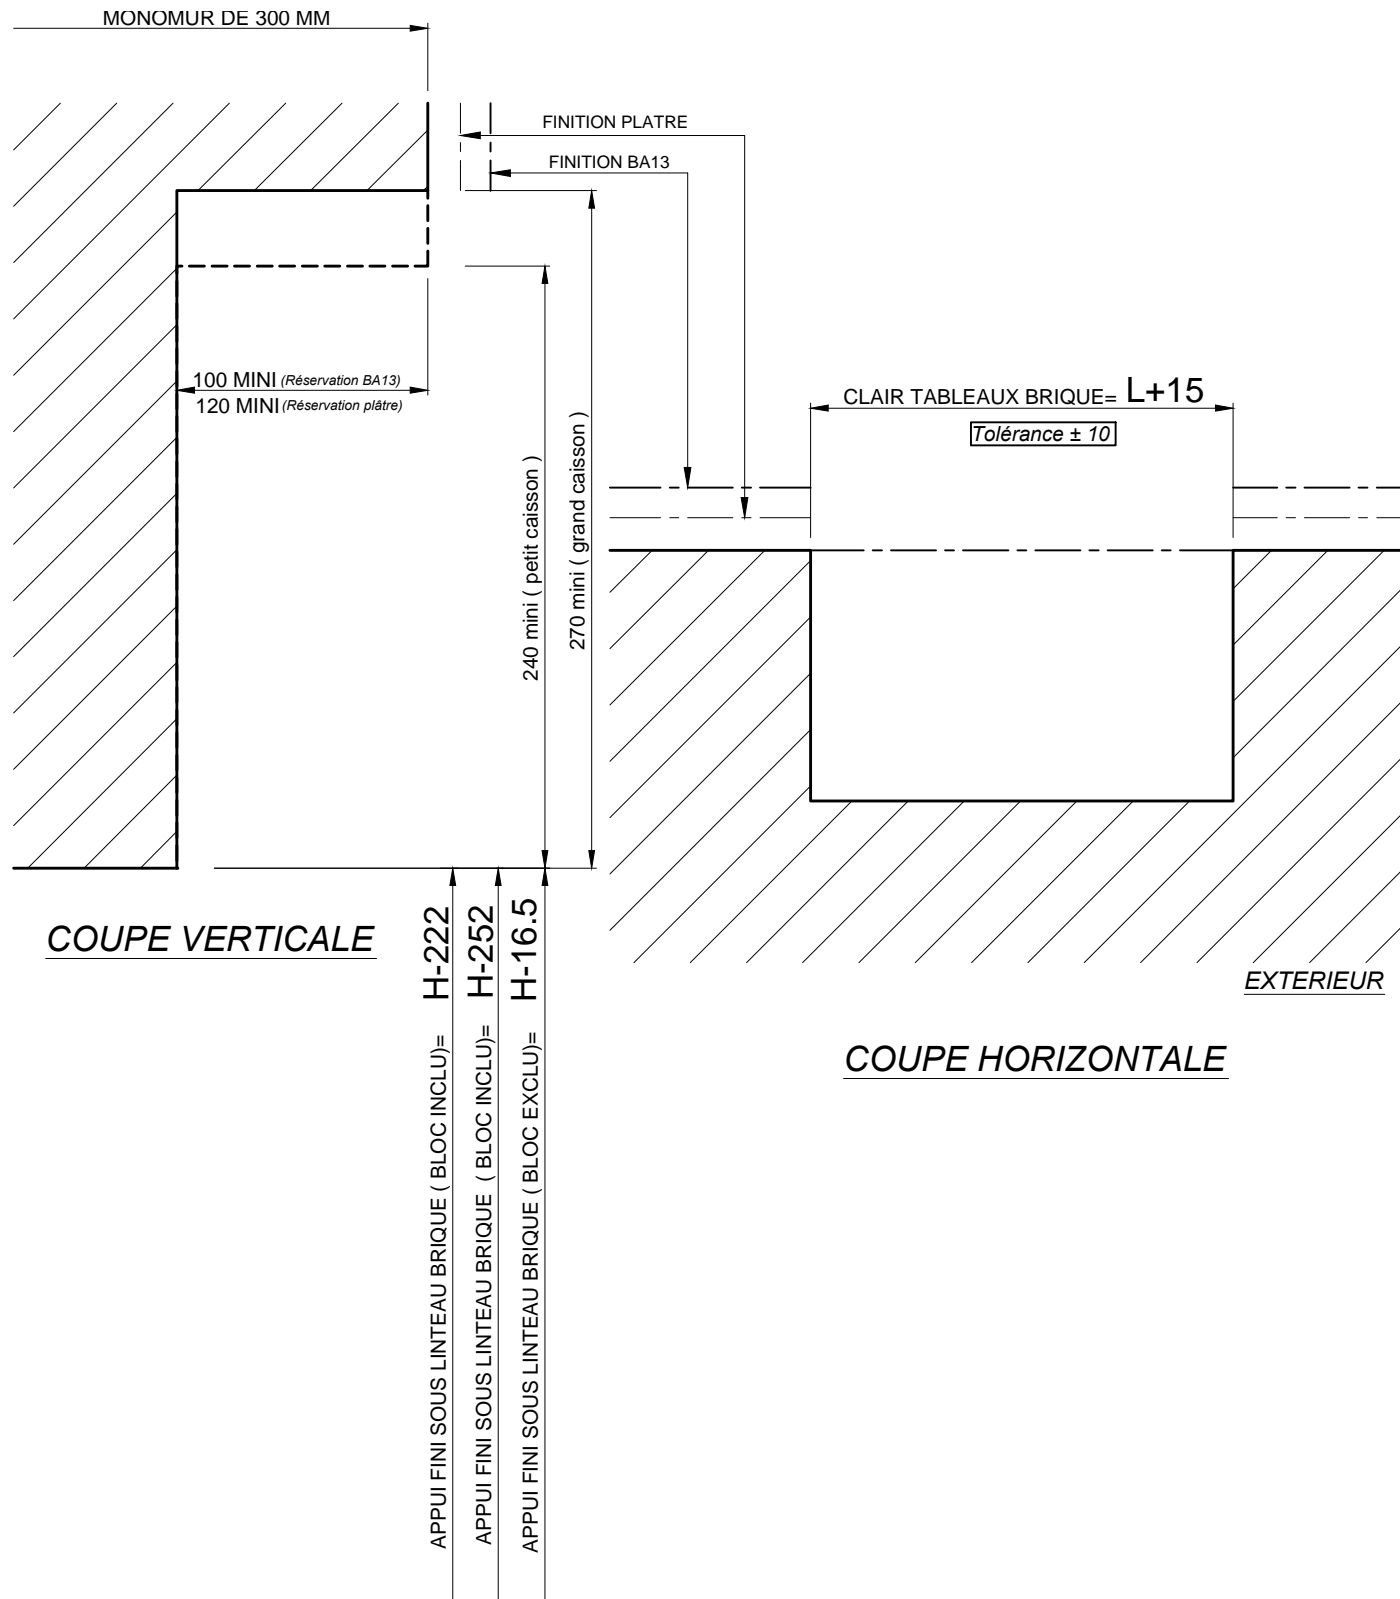 MONOMUR DE 300 MM
FINITION PLATRE
FINITION BA13
100 MINI (Réservation BA13)
120 MINI (Réservation plâtre)
240 mini ( petit caisson )
270 mini ( grand caisson )
CLAIR TABLEAUX BRIQUE= L+15
Tolérance ± 10
COUPE VERTICALE
APPUI FINI SOUS LINTEAU BRIQUE ( BLOC INCLU)= H-222
APPUI FINI SOUS LINTEAU BRIQUE ( BLOC INCLU)= H-252
APPUI FINI SOUS LINTEAU BRIQUE ( BLOC EXCLU)= H-16.5
EXTERIEUR
COUPE HORIZONTALE